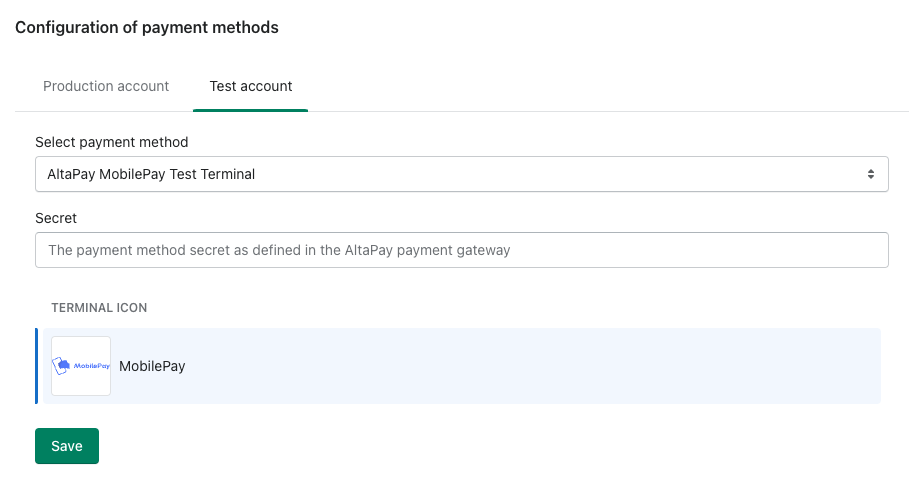 Configuration of payment methods
Production account
Test account
Select payment method
AltaPay MobilePay Test Terminal
Secret
The payment method secret as defined in the AltaPay payment gateway
TERMINAL ICON
MobilePay
MobilePay
Save